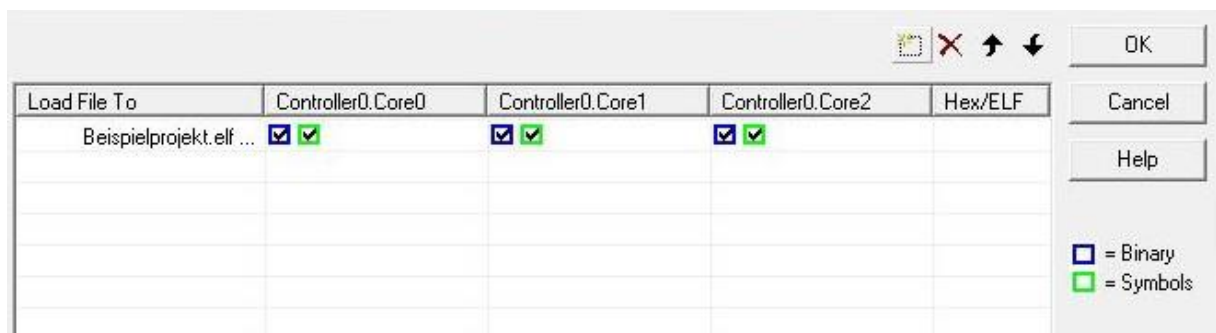 OK
Load File To Controller0.Core0 Controller0.Core1 Controller0.Core2 Hex/ELF Cancel
Beispielprojekt.elf ...
Help
= Binary
= Symbols